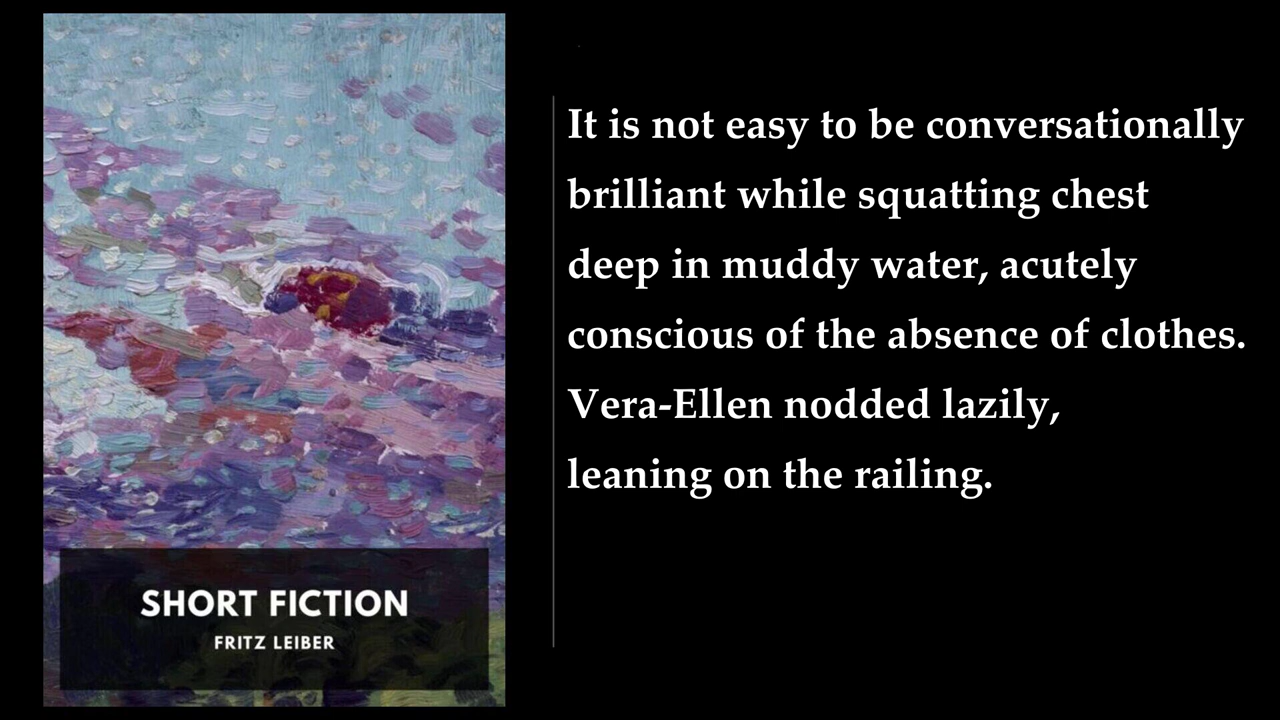 SHORT FICTION
FRITZ LEIBER
It is not easy to be conversationally
brilliant while squatting chest
deep in muddy water, acutely
conscious of the absence of clothes.
Vera-Ellen nodded lazily,
leaning on the railing.